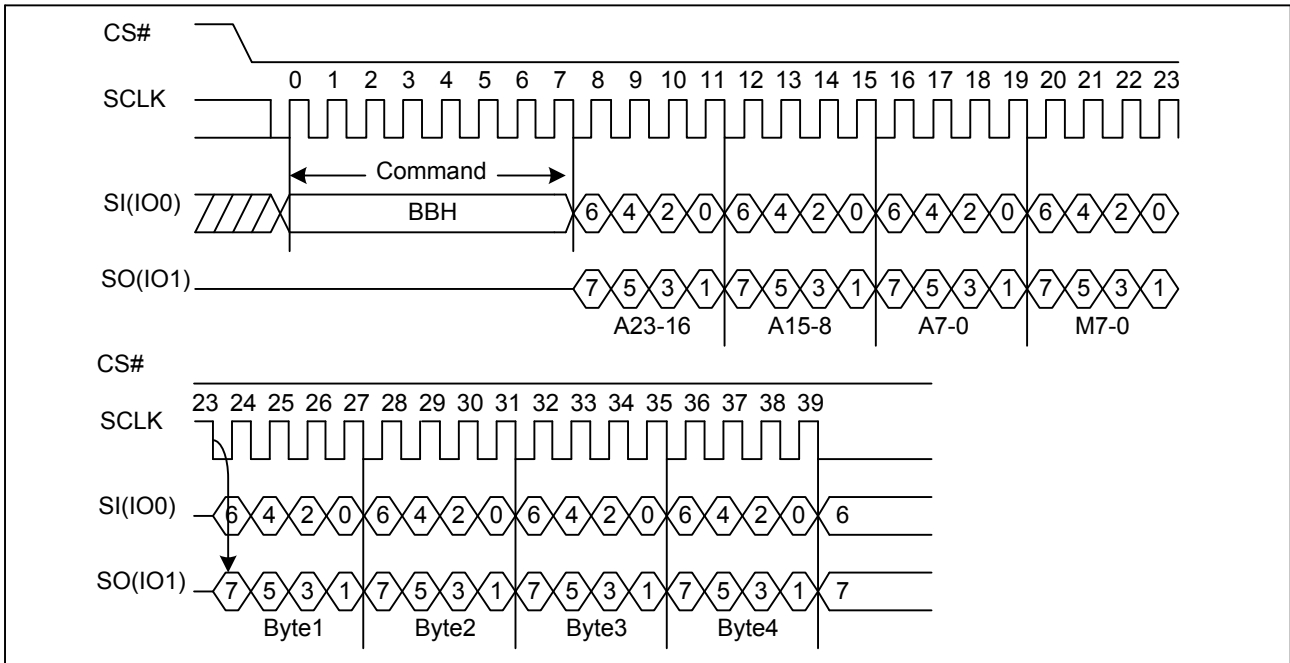 CS#
0 1 2 3 4 5 6 7 8 9 10 11 12 13 14 15 16 17 18 19 20 21 22 23
SCLK
Command
SI(IO0) BBH 6 4 2 0 6 4 2 0 6 4 2 0 6 4 2 0
SO(IO1) 7 5 3 1 7 5 3 1 7 5 3 1 7 5 3 1
A23-16 A15-8 A7-0 M7-0
CS#
23 24 25 26 27 28 29 30 31 32 33 34 35 36 37 38 39
SCLK
SI(IO0) 6 4 2 0 6 4 2 0 6 4 2 0 6 4 2 0 6
SO(IO1) 7 5 3 1 7 5 3 1 7 5 3 1 7 5 3 1 7
Byte1 Byte2 Byte3 Byte4